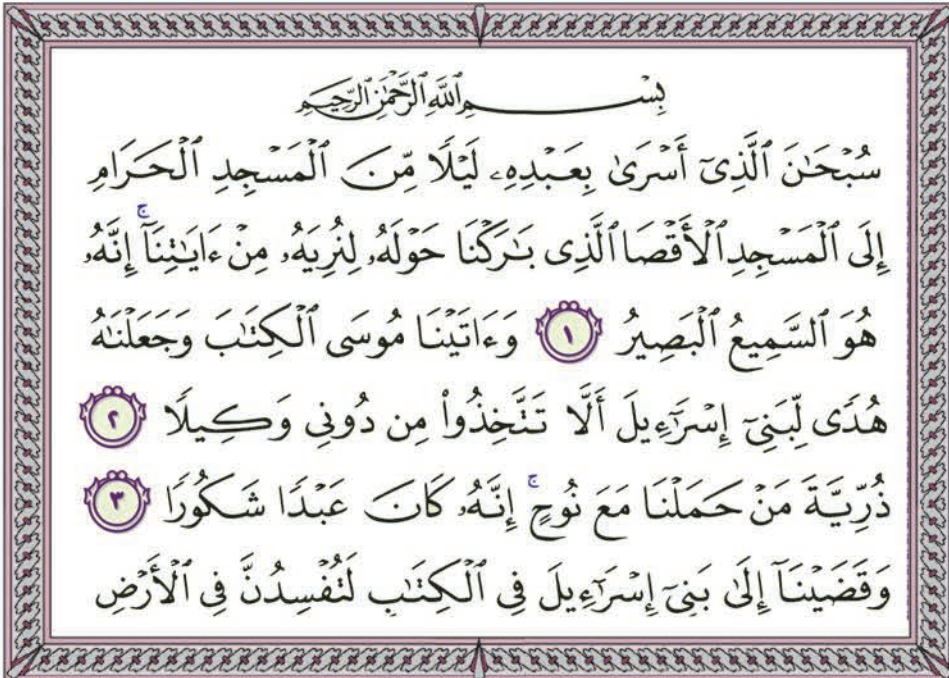 بِسْمِ ٱللَّهِ ٱلرَّحْمَٰنِ ٱلرَّحِيمِ
سُبْحَٰنَ ٱلَّذِىٓ أَسْرَىٰ بِعَبْدِهِۦ لَيْلًا مِّنَ ٱلْمَسْجِدِ ٱلْحَرَامِ
إِلَى ٱلْمَسْجِدِ ٱلْأَقْصَا ٱلَّذِى بَٰرَكْنَا حَوْلَهُۥ لِنُرِيَهُۥ مِنْ ءَايَٰتِنَآ ۚ إِنَّهُۥ
هُوَ ٱلسَّمِيعُ ٱلْبَصِيرُ ١ وَءَاتَيْنَا مُوسَى ٱلْكِتَٰبَ وَجَعَلْنَٰهُ
هُدًى لِّبَنِىٓ إِسْرَٰٓءِيلَ أَلَّا تَتَّخِذُوا۟ مِن دُونِى وَكِيلًا ٢
ذُرِّيَّةَ مَنْ حَمَلْنَا مَعَ نُوحٍ ۚ إِنَّهُۥ كَانَ عَبْدًا شَكُورًا ٣
وَقَضَيْنَآ إِلَىٰ بَنِىٓ إِسْرَٰٓءِيلَ فِى ٱلْكِتَٰبِ لَتُفْسِدُنَّ فِى ٱلْأَرْضِ